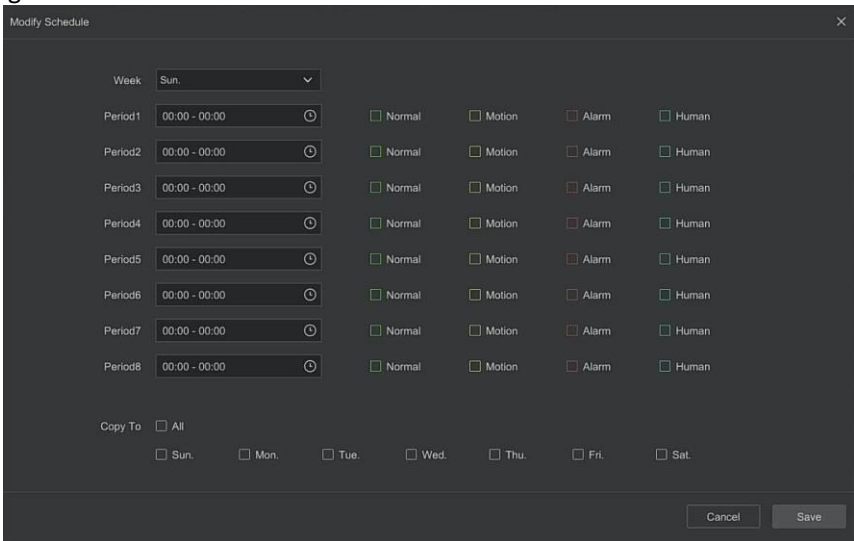 Modify Schedule
Week Sun.
Period1 00:00 - 00:00 Normal Motion Alarm Human
Period2 00:00 - 00:00 Normal Motion Alarm Human
Period3 00:00 - 00:00 Normal Motion Alarm Human
Period4 00:00 - 00:00 Normal Motion Alarm Human
Period5 00:00 - 00:00 Normal Motion Alarm Human
Period6 00:00 - 00:00 Normal Motion Alarm Human
Period7 00:00 - 00:00 Normal Motion Alarm Human
Period8 00:00 - 00:00 Normal Motion Alarm Human
Copy To All
Sun. Mon. Tue. Wed. Thu. Fri. Sat.
Cancel Save